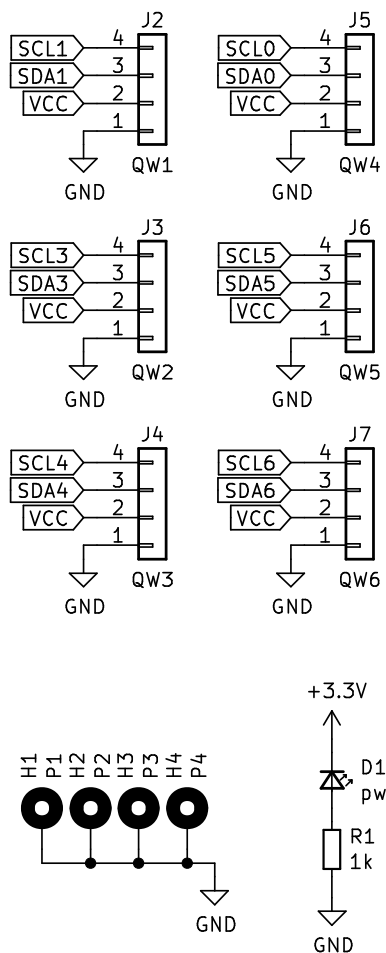 J2
SCL1 4
SDA1 3
VCC 2
1
GND
QW1
J5
SCL0 4
SDA0 3
VCC 2
1
GND
QW4
J3
SCL3 4
SDA3 3
VCC 2
1
GND
QW2
J6
SCL5 4
SDA5 3
VCC 2
1
GND
QW5
J4
SCL4 4
SDA4 3
VCC 2
1
GND
QW3
J7
SCL6 4
SDA6 3
VCC 2
1
GND
QW6
H1
P1
H2
P2
H3
P3
H4
P4
GND
+3.3V
D1
pw
R1
1k
GND